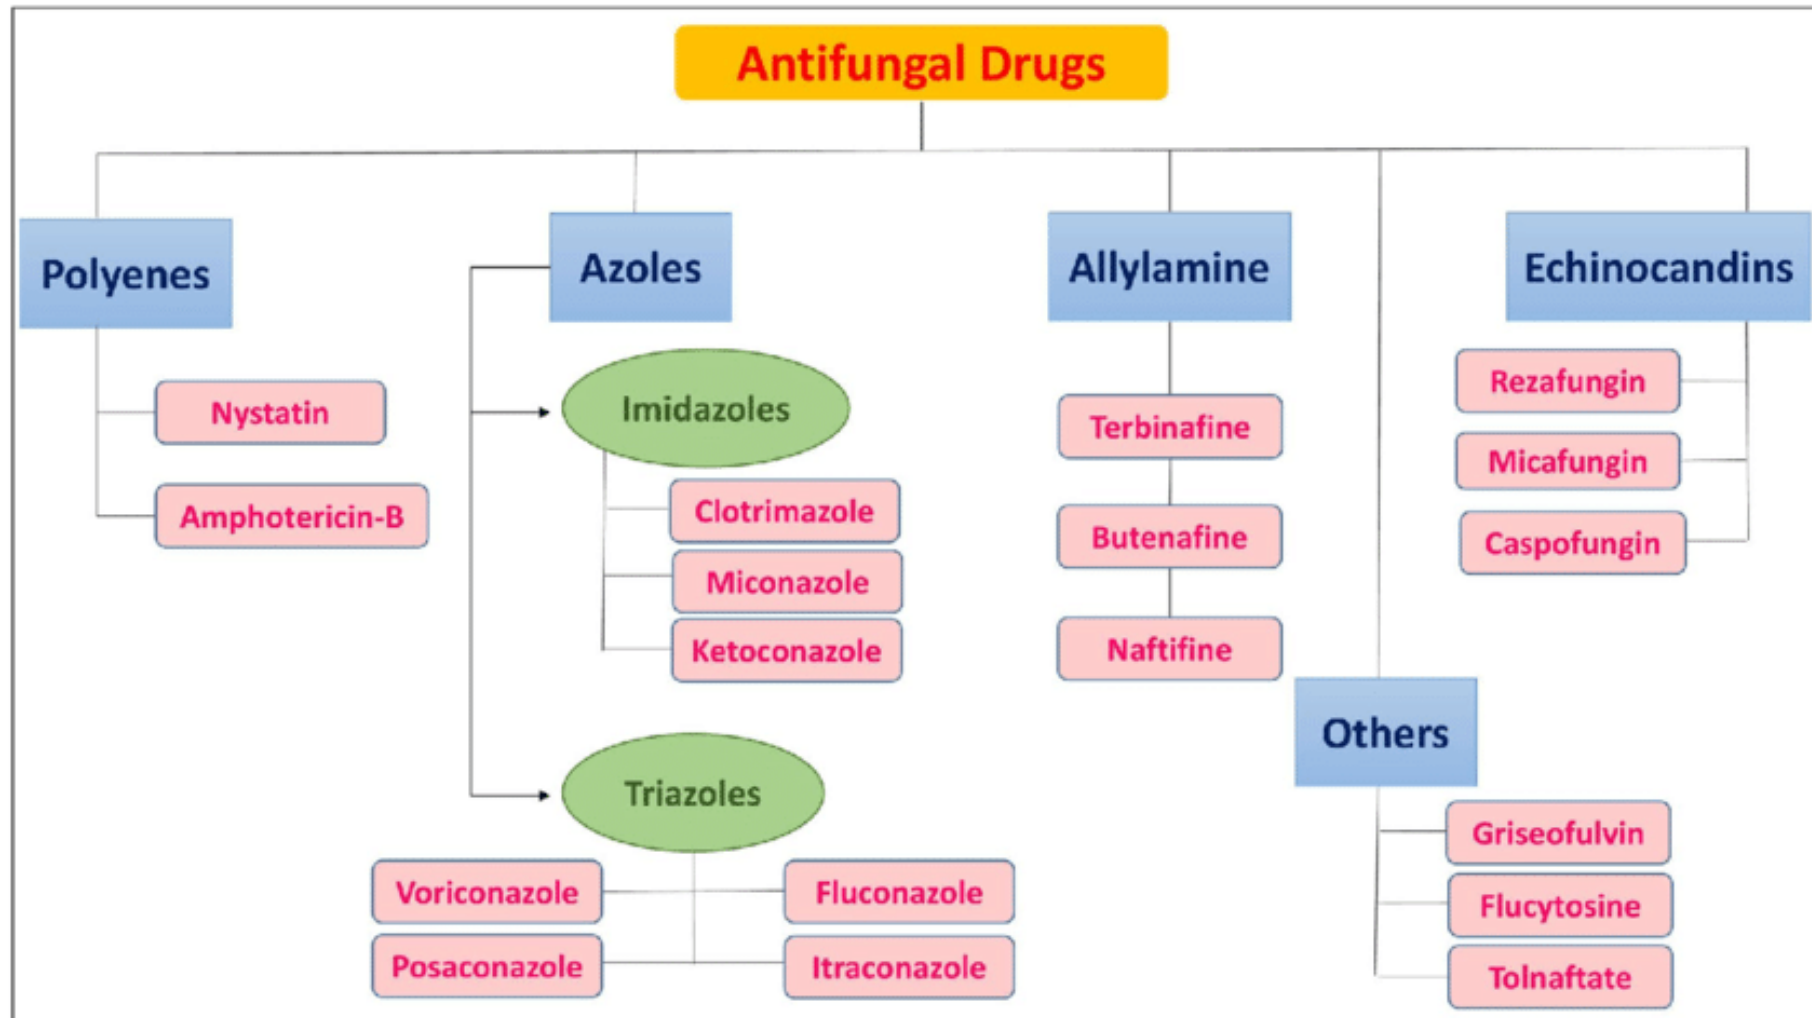 Antifungal Drugs
Polyenes
Nystatin
Amphotericin-B
Azoles
Imidazoles
Clotrimazole
Miconazole
Ketoconazole
Triazoles
Voriconazole
Fluconazole
Posaconazole
Itraconazole
Allylamine
Terbinafine
Butenafine
Naftifine
Others
Griseofulvin
Flucytosine
Tolnaftate
Echinocandins
Rezafungin
Micafungin
Caspofungin